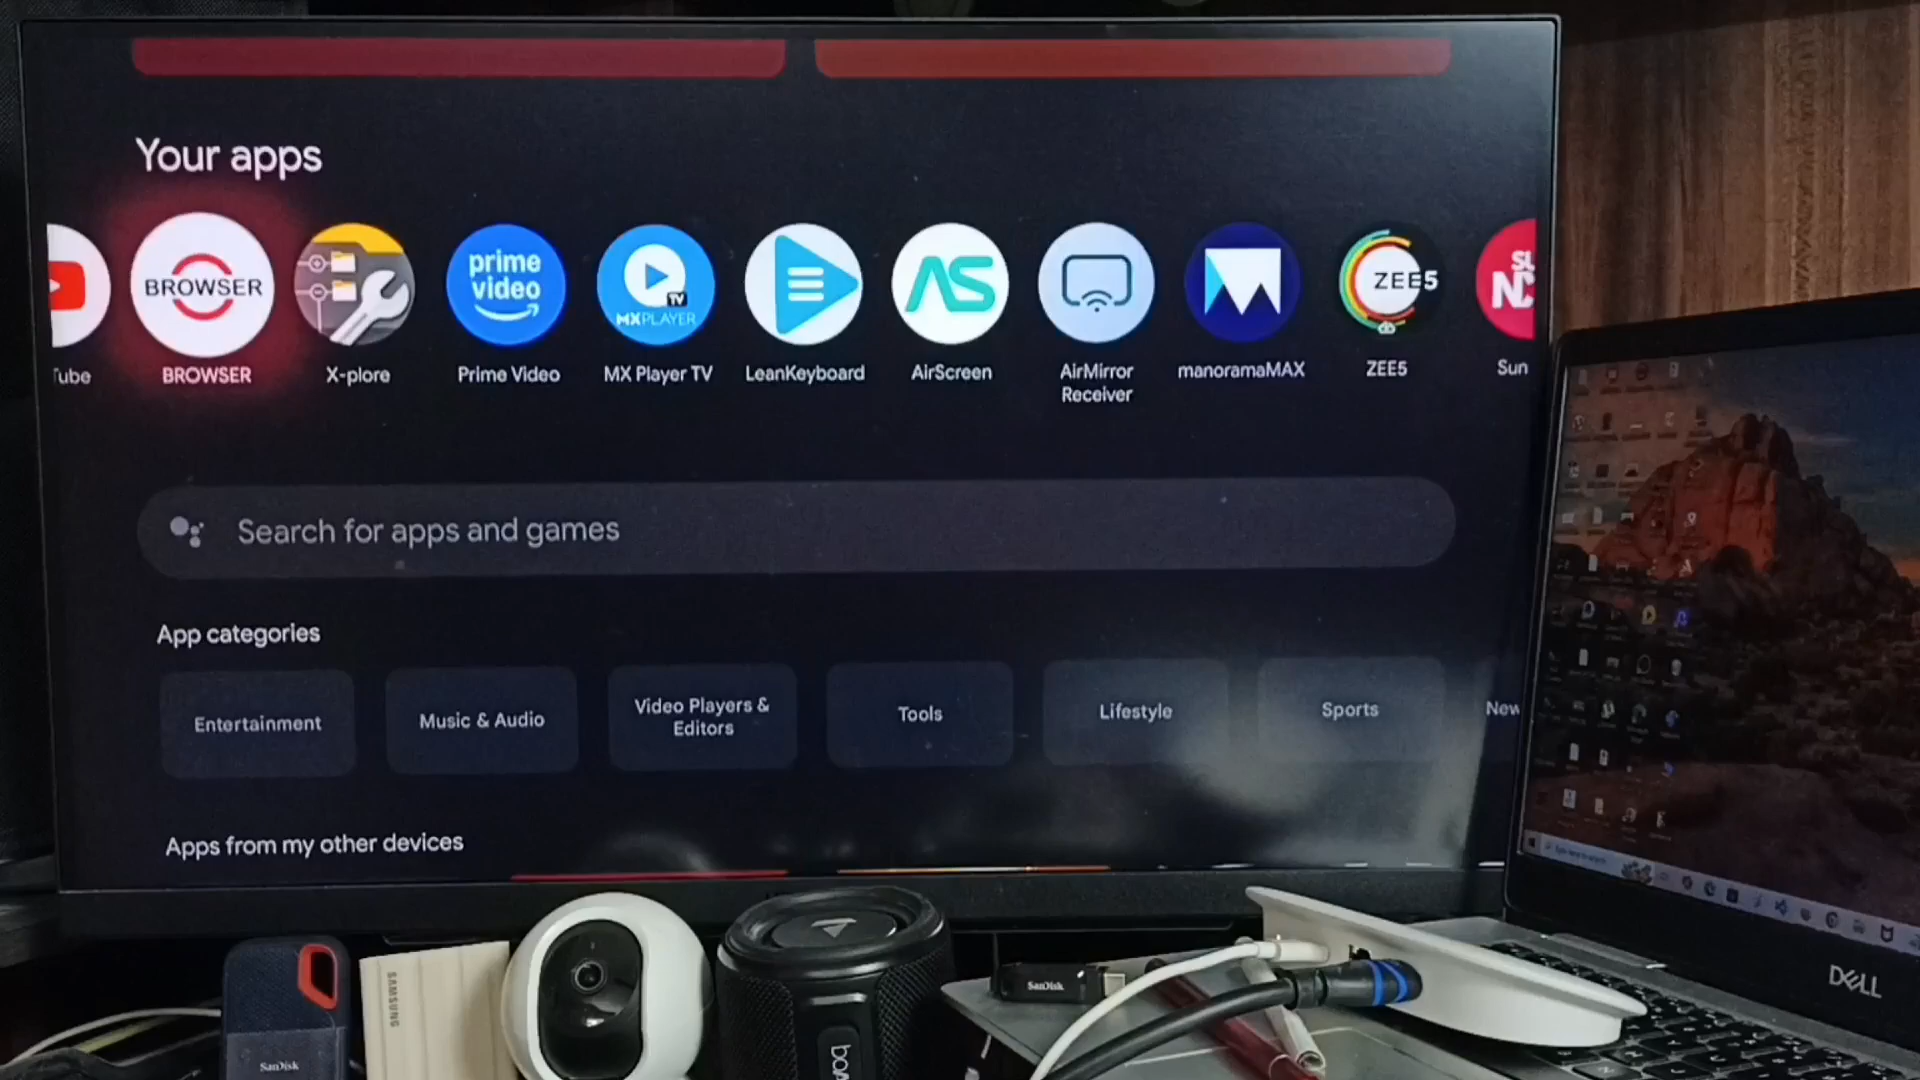 Your apps
BROWSER
prime
video
TV
MXPLAYER
AS
ZEE5
Tube
BROWSER
X-plore
Prime Video
MX Player TV
LeanKeyboard
AirScreen
AirMirror
Receiver
manoramaMAX
ZEE5
Sun
Search for apps and games
App categories
Entertainment
Music & Audio
Video Players &
Editors
Tools
Lifestyle
Sports
New
Apps from my other devices
SAMSUNG
SanDisk
SanDisk
DELL